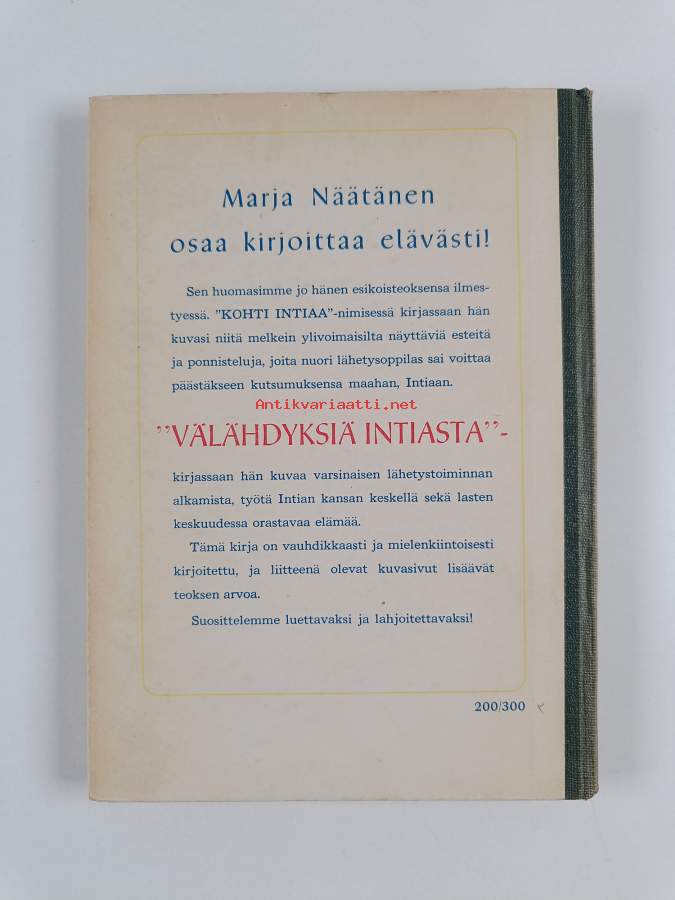 Marja Näätänen
osaa kirjoittaa elävästi!
Sen huomasimme jo hänen esikoisteoksensa ilmes-
tyessä. ”KOHTI INTIAA”-nimisessä kirjassaan hän
kuvasi niitä melkein ylivoimaisilta näyttäviä esteitä
ja ponnisteluja, joita nuori lähetysoppilas sai voittaa
päästäkseen kutsumuksensa maahan, Intiaan.
Antikvariaatti.net
”VÄLÄHDYKSIÄ INTIASTA”-
kirjassaan hän kuvaa varsinaisen lähetystoiminnan
alkamista, työtä Intian kansan keskellä sekä lasten
keskuudessa orastavaa elämää.
Tämä kirja on vauhdikkaasti ja mielenkiintoisesti
kirjoitettu, ja liitteenä olevat kuvasivut lisäävät
teoksen arvoa.
Suosittelemme luettavaksi ja lahjoitettavaksi!
200/300